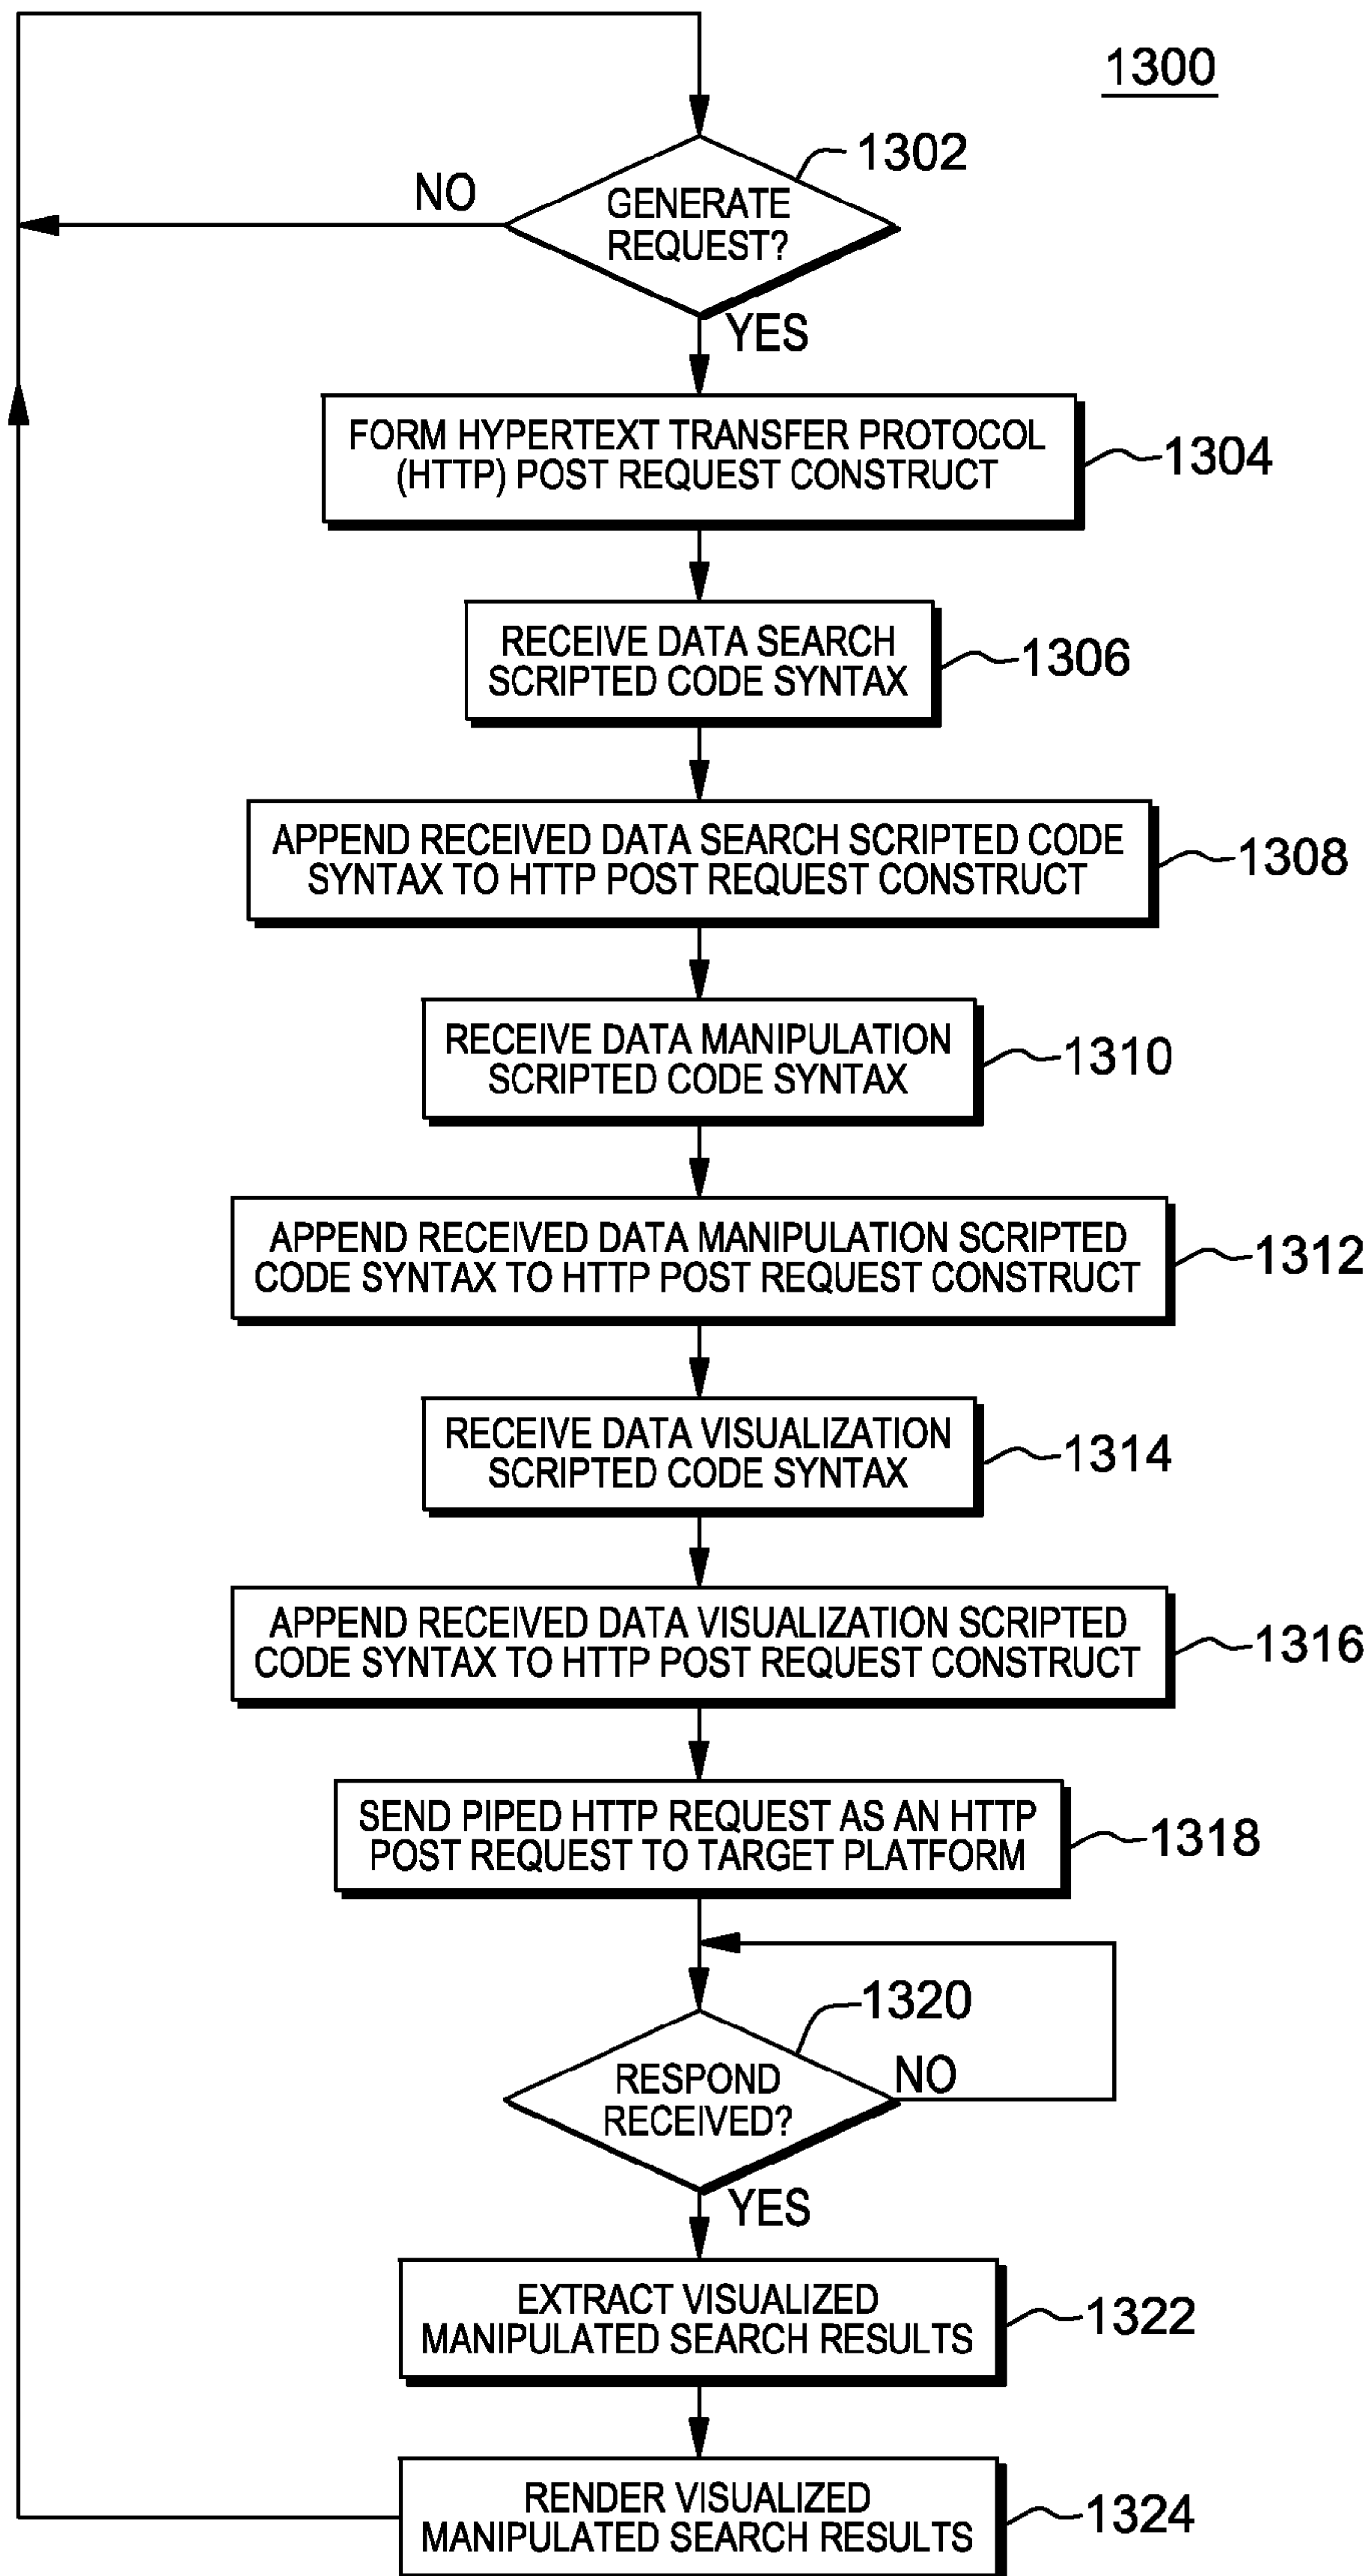 1300
1302
NO
GENERATE
REQUEST?
YES
FORM HYPERTEXT TRANSFER PROTOCOL
(HTTP) POST REQUEST CONSTRUCT
1304
RECEIVE DATA SEARCH
SCRIPTED CODE SYNTAX
1306
APPEND RECEIVED DATA SEARCH SCRIPTED CODE
SYNTAX TO HTTP POST REQUEST CONSTRUCT
1308
RECEIVE DATA MANIPULATION
SCRIPTED CODE SYNTAX
1310
APPEND RECEIVED DATA MANIPULATION SCRIPTED
CODE SYNTAX TO HTTP POST REQUEST CONSTRUCT
1312
RECEIVE DATA VISUALIZATION
SCRIPTED CODE SYNTAX
1314
APPEND RECEIVED DATA VISUALIZATION SCRIPTED
CODE SYNTAX TO HTTP POST REQUEST CONSTRUCT
1316
SEND PIPED HTTP REQUEST AS AN HTTP
POST REQUEST TO TARGET PLATFORM
1318
1320
RESPOND
RECEIVED?
NO
YES
EXTRACT VISUALIZED
MANIPULATED SEARCH RESULTS
1322
RENDER VISUALIZED
MANIPULATED SEARCH RESULTS
1324